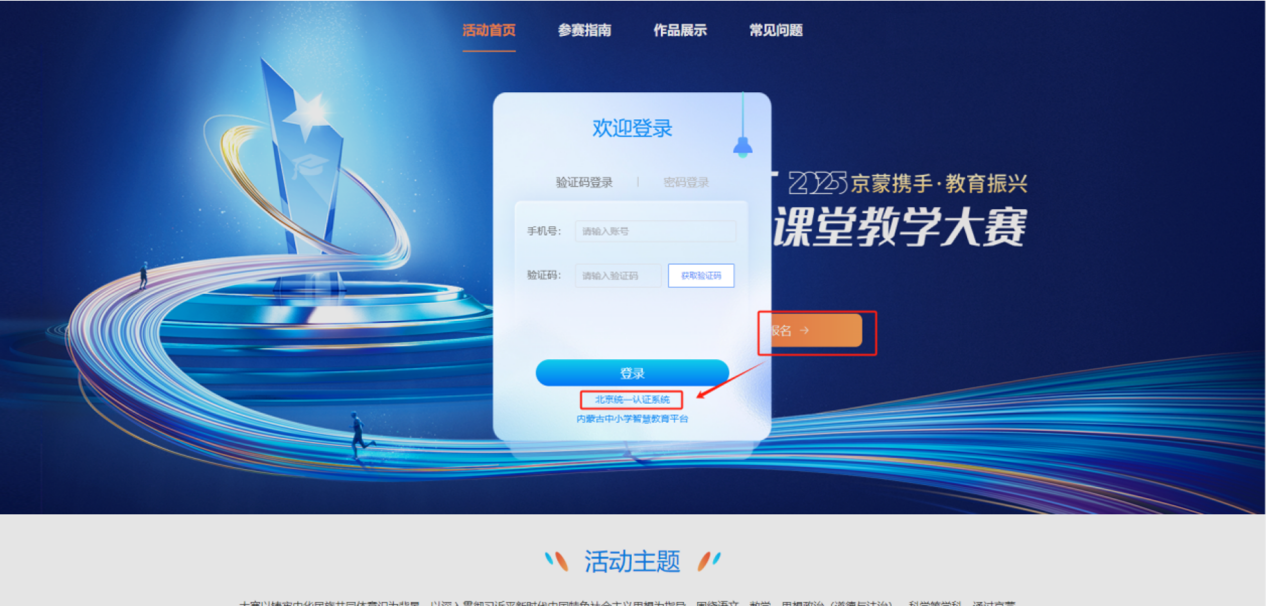 活动首页 参赛指南 作品展示 常见问题
欢迎登录
验证码登录 | 密码登录
手机号: 请输入账号
验证码: 请输入验证码 获取验证码
登录
北京统一认证系统
内蒙古中小学智慧教育平台
2025京蒙携手·教育振兴
课堂教学大赛
报名 →
活动主题